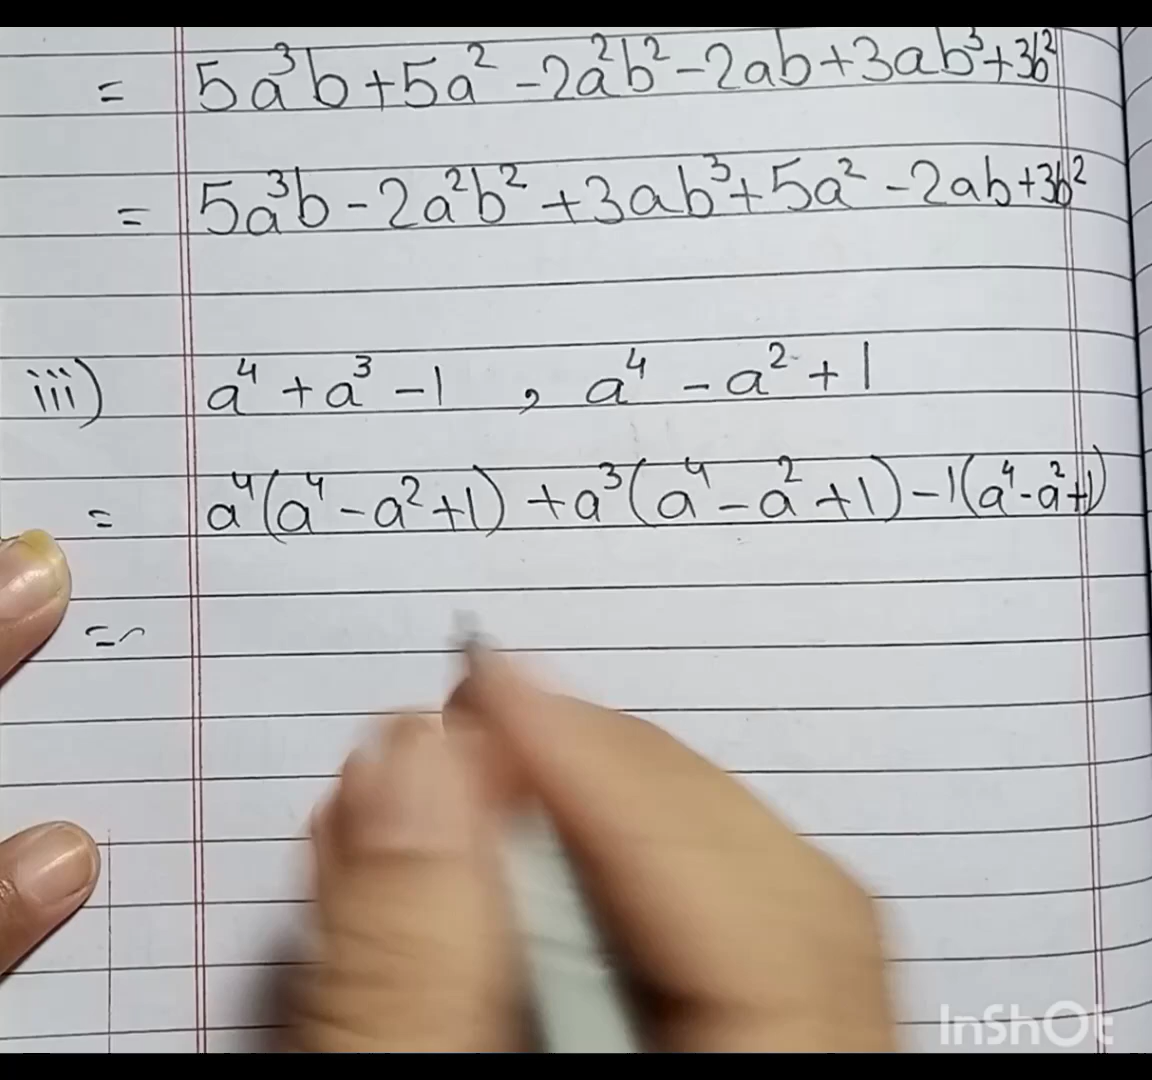 = 5a³b + 5a² - 2a²b² - 2ab + 3ab³ + 3b²
= 5a³b - 2a²b² + 3ab³ + 5a² - 2ab + 3b²
iii) a⁴ + a³ - 1 , a⁴ - a² + 1
= a⁴(a⁴ - a² + 1) + a³(a⁴ - a² + 1) - 1(a⁴ - a² + 1)
=
InShOt